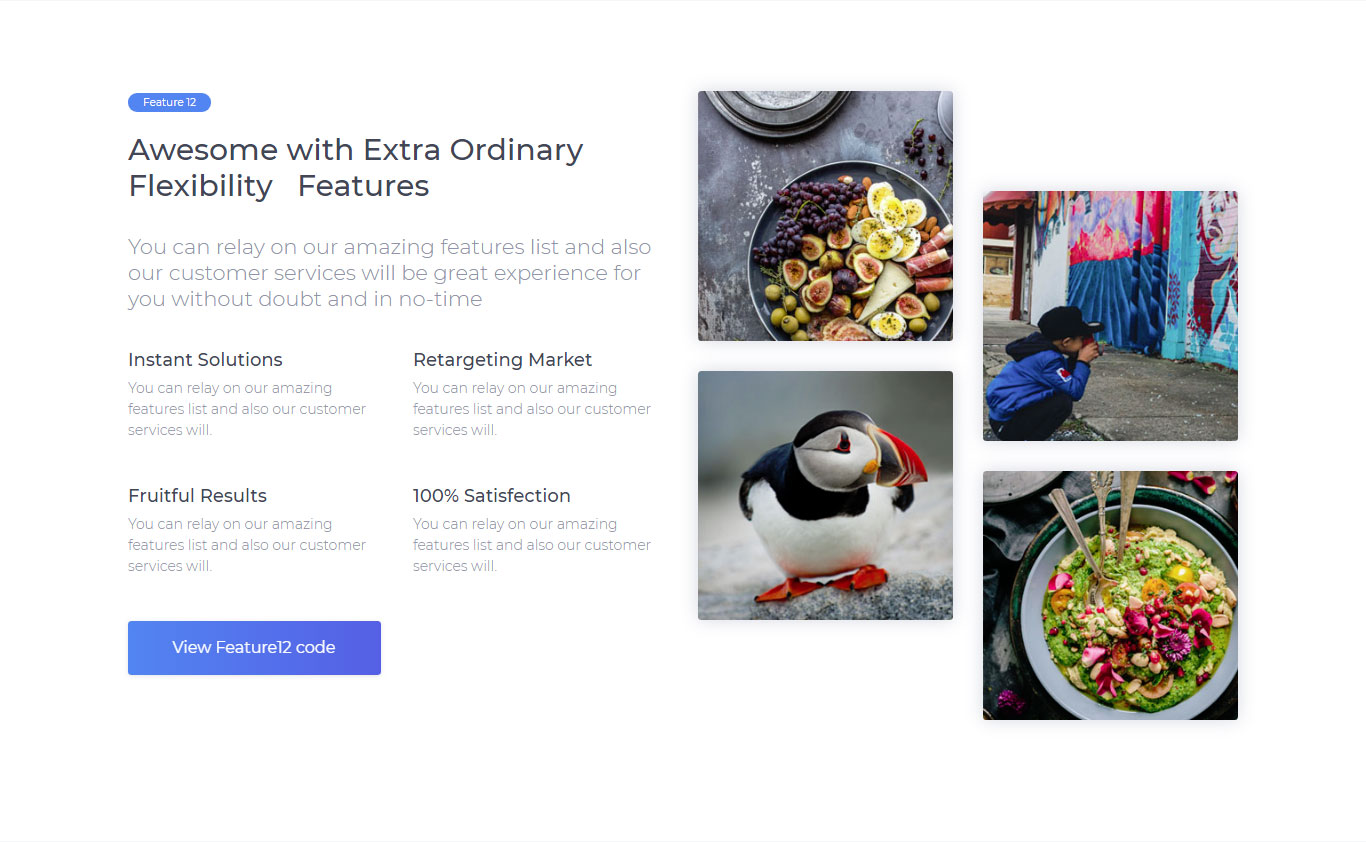 Feature 12
Awesome with Extra Ordinary
Flexibility Features
You can relay on our amazing features list and also
our customer services will be great experience for
you without doubt and in no-time
Instant Solutions
You can relay on our amazing
features list and also our customer
services will.
Retargeting Market
You can relay on our amazing
features list and also our customer
services will.
Fruitful Results
You can relay on our amazing
features list and also our customer
services will.
100% Satisfection
You can relay on our amazing
features list and also our customer
services will.
View Feature12 code